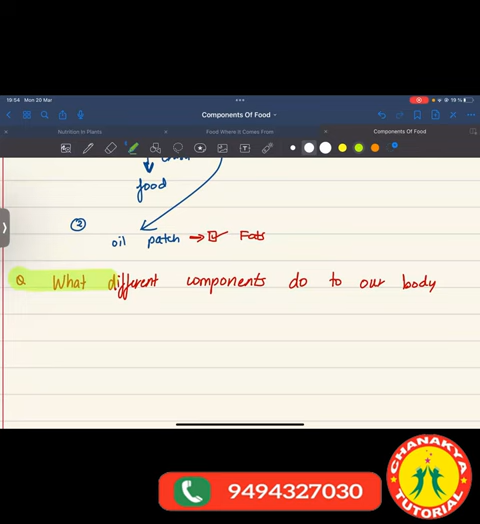 19:54 Mon 20 Mar
19 %
Components Of Food
Nutrition In Plants
Food Where It Comes From
Components Of Food
food
②
oil patch → Fats
Q What different components do to our body
9494327030
CHANAKYA
TUTORIAL